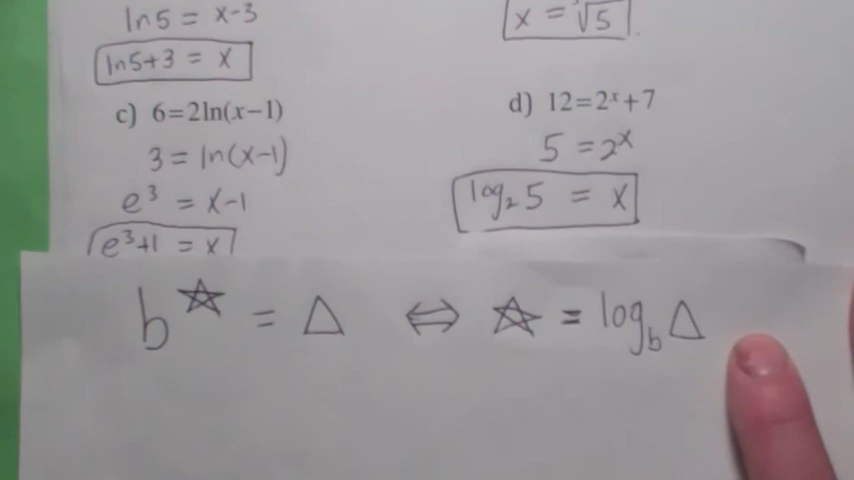 ln5 = x-3
ln5+3 = x
x = ∛5
c) 6=2ln(x−1)
3 = ln(x-1)
e³ = x-1
e³+1 = x
d) 12=2ˣ+7
5 = 2ˣ
log₂5 = x
b^☆ = △ ⇔ ☆ = log_b △